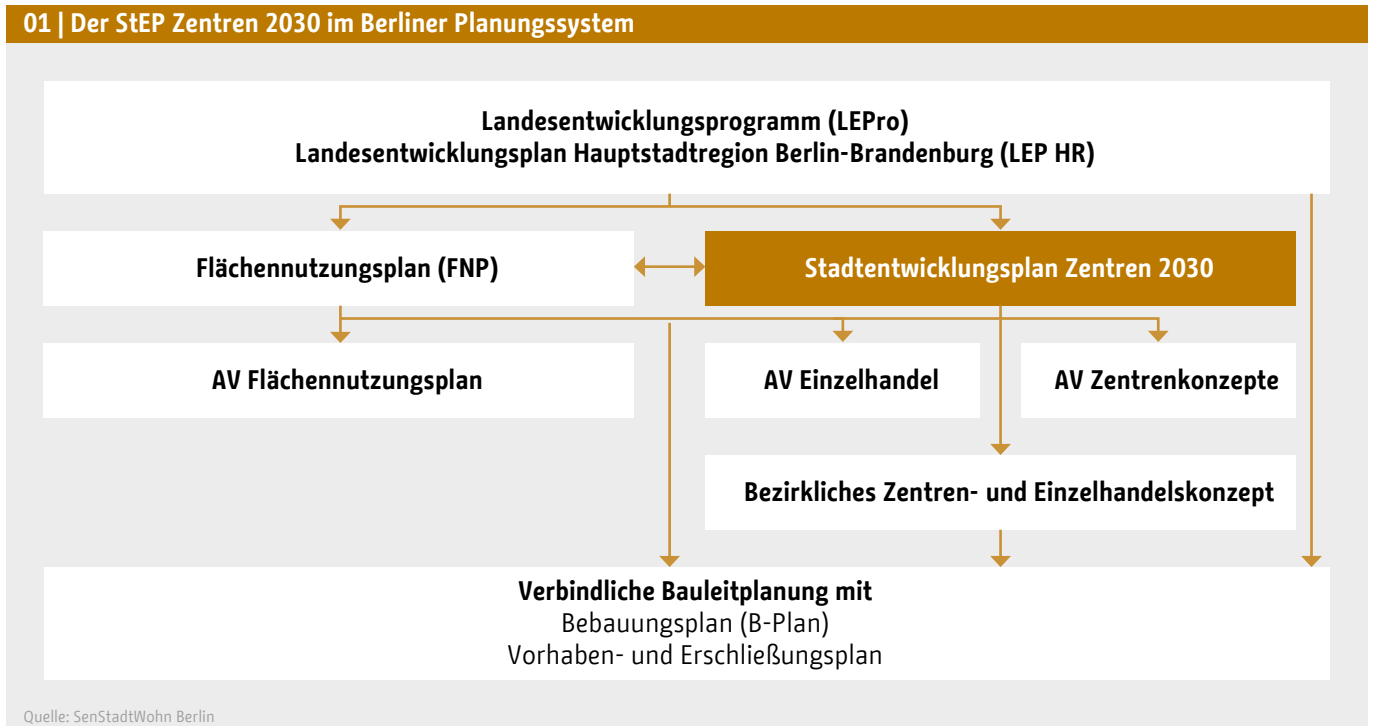 01 | Der StEP Zentren 2030 im Berliner Planungssystem
Landesentwicklungsprogramm (LEPro)
Landesentwicklungsplan Hauptstadtregion Berlin-Brandenburg (LEP HR)
Flächennutzungsplan (FNP)
Stadtentwicklungsplan Zentren 2030
AV Flächennutzungsplan
AV Einzelhandel
AV Zentrenkonzepte
Bezirkliches Zentren- und Einzelhandelskonzept
Verbindliche Bauleitplanung mit
Bebauungsplan (B-Plan)
Vorhaben- und Erschließungsplan
Quelle: SenStadtWohn Berlin